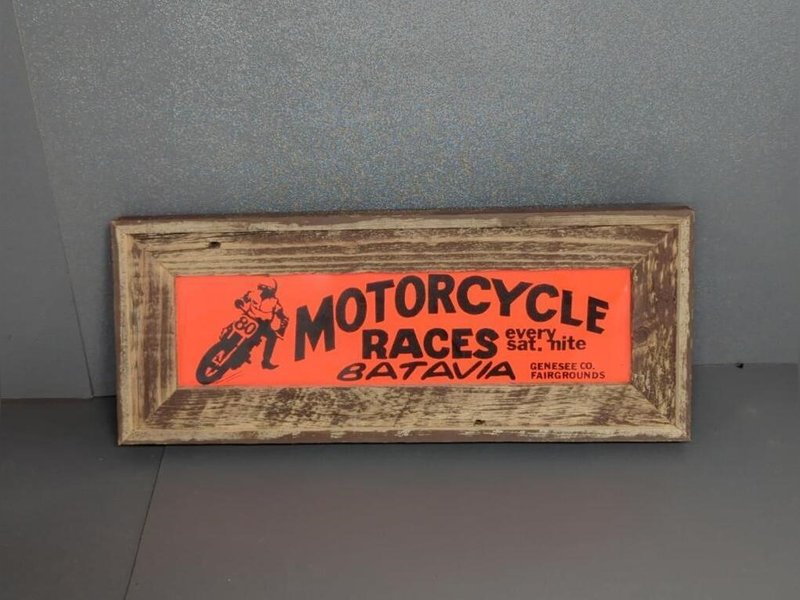 80
MOTORCYCLE
RACES every sat. nite
BATAVIA
GENESEE CO.
FAIRGROUNDS